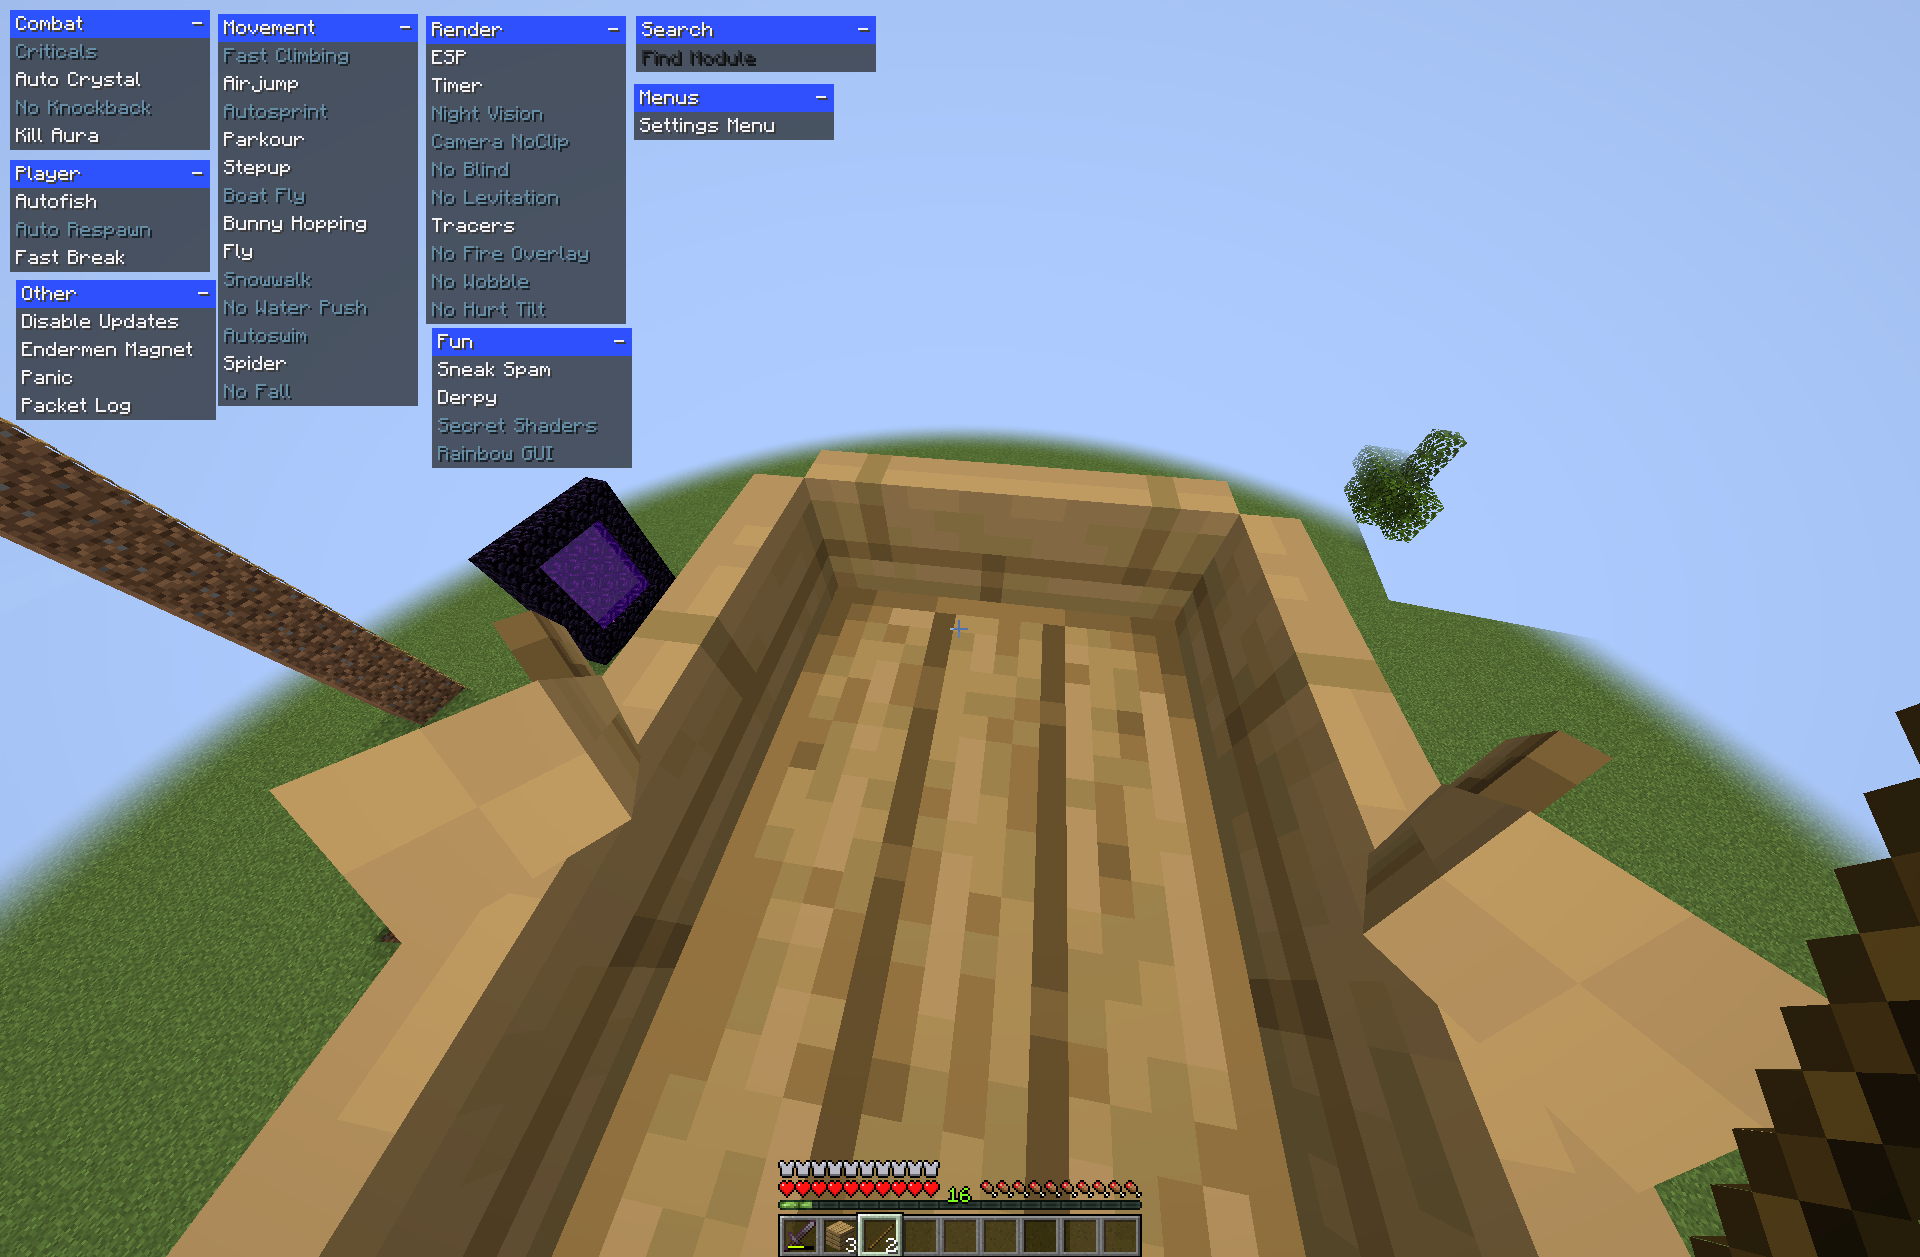 Combat -
Criticals
Auto Crystal
No Knockback
Kill Aura
Player -
Autofish
Auto Respawn
Fast Break
Other -
Disable Updates
Endermen Magnet
Panic
Packet Log
Movement -
Fast Climbing
Airjump
Autosprint
Parkour
Stepup
Boat Fly
Bunny Hopping
Fly
Snowwalk
No Water Push
Autoswim
Spider
No Fall
Render -
ESP
Timer
Night Vision
Camera NoClip
No Blind
No Levitation
Tracers
No Fire Overlay
No Wobble
No Hurt Tilt
Fun -
Sneak Spam
Derpy
Secret Shaders
Rainbow GUI
Search -
Find Module
Menus -
Settings Menu
16
3
2